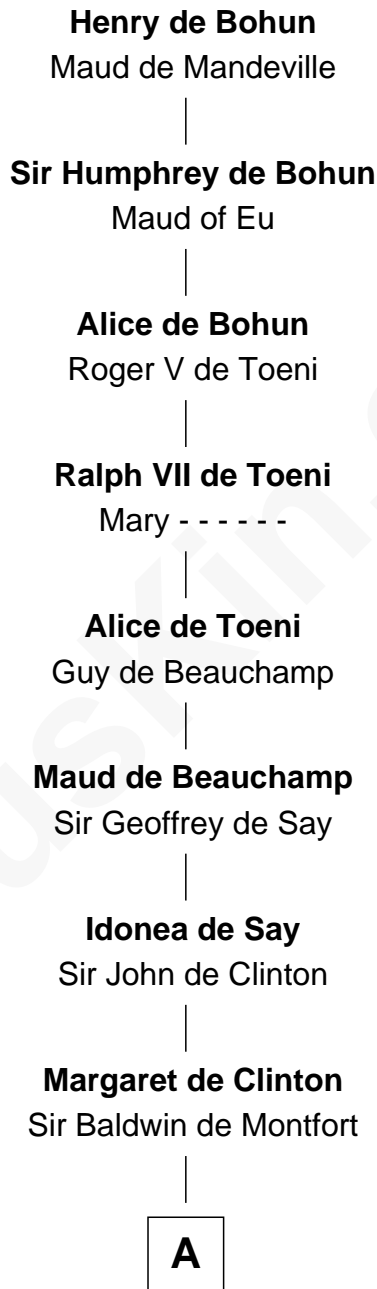 Henry de Bohun
Maud de Mandeville
Sir Humphrey de Bohun
Maud of Eu
Alice de Bohun
Roger V de Toeni
Ralph VII de Toeni
Mary - - - - - -
Alice de Toeni
Guy de Beauchamp
Maud de Beauchamp
Sir Geoffrey de Say
Idonea de Say
Sir John de Clinton
Margaret de Clinton
Sir Baldwin de Montfort
A